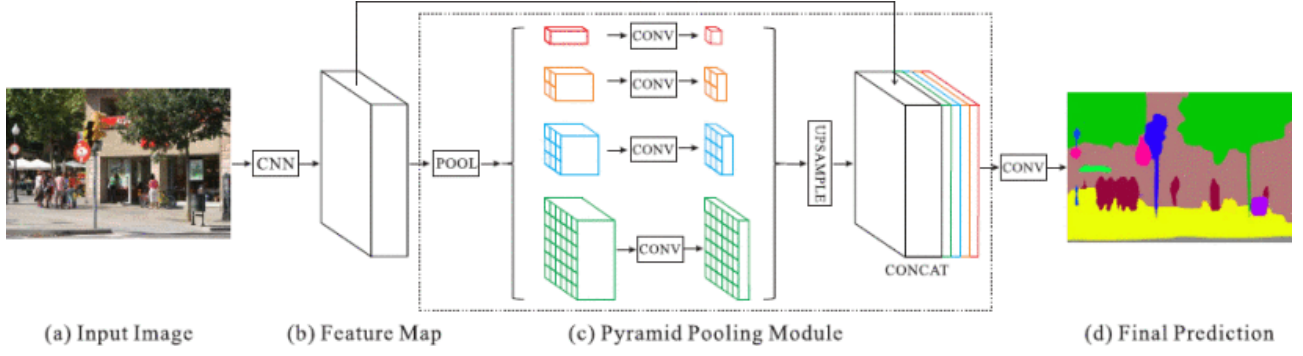 CNN
POOL
CONV
CONV
CONV
CONV
UPSAMPLE
CONCAT
CONV
(a) Input Image
(b) Feature Map
(c) Pyramid Pooling Module
(d) Final Prediction